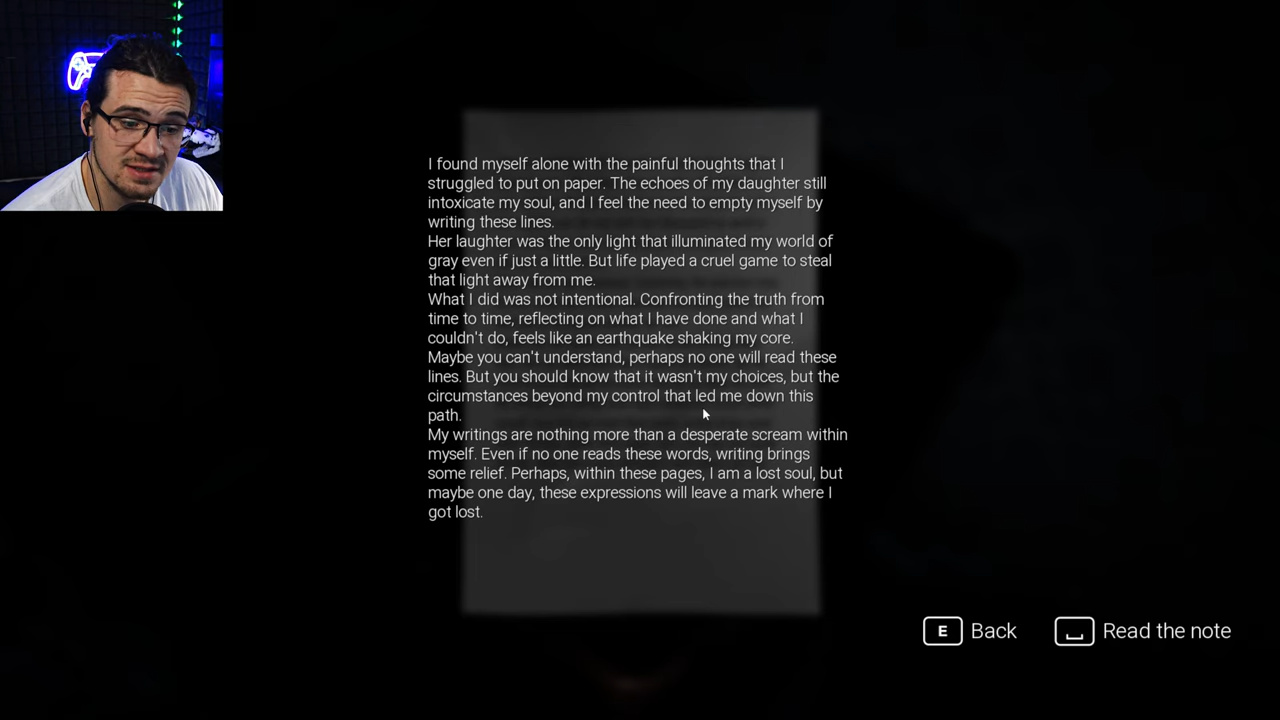 I found myself alone with the painful thoughts that I
struggled to put on paper. The echoes of my daughter still
intoxicate my soul, and I feel the need to empty myself by
writing these lines.
Her laughter was the only light that illuminated my world of
gray even if just a little. But life played a cruel game to steal
that light away from me.
What I did was not intentional. Confronting the truth from
time to time, reflecting on what I have done and what I
couldn't do, feels like an earthquake shaking my core.
Maybe you can't understand, perhaps no one will read these
lines. But you should know that it wasn't my choices, but the
circumstances beyond my control that led me down this
path.
My writings are nothing more than a desperate scream within
myself. Even if no one reads these words, writing brings
some relief. Perhaps, within these pages, I am a lost soul, but
maybe one day, these expressions will leave a mark where I
got lost.
E Back Read the note